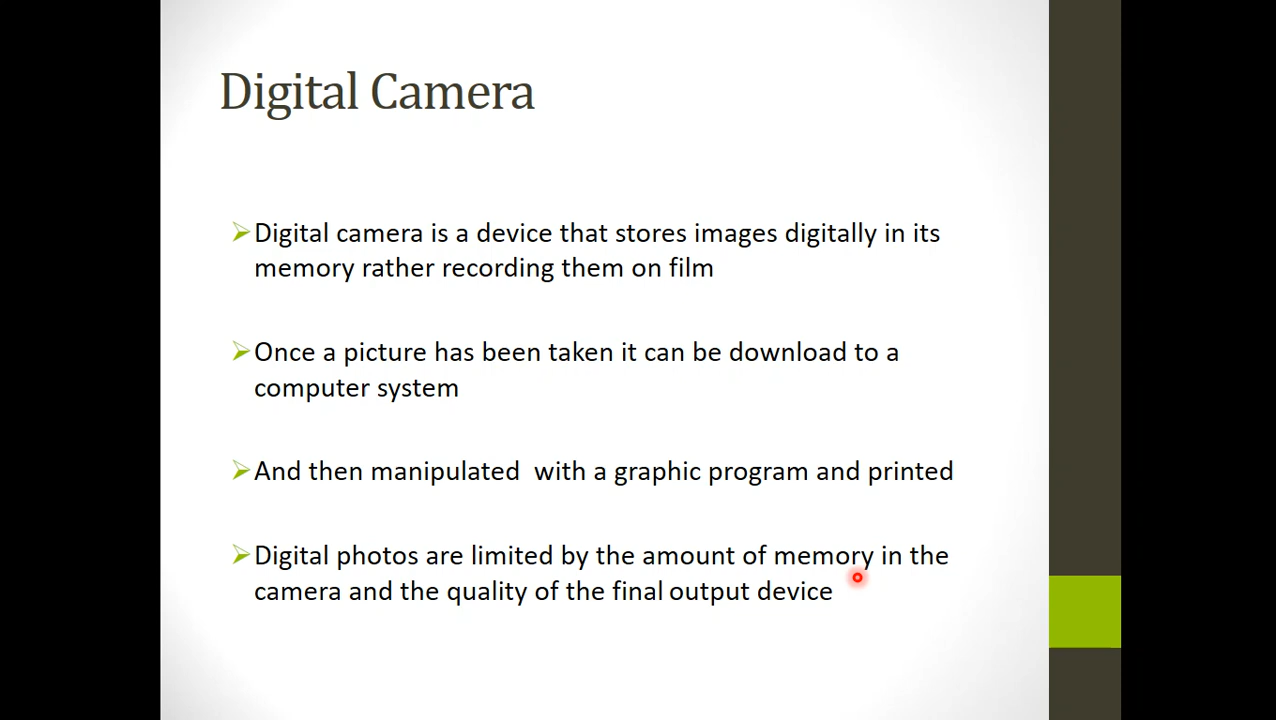 Digital Camera
Digital camera is a device that stores images digitally in its
memory rather recording them on film
Once a picture has been taken it can be download to a
computer system
And then manipulated  with a graphic program and printed
Digital photos are limited by the amount of memory in the
camera and the quality of the final output device